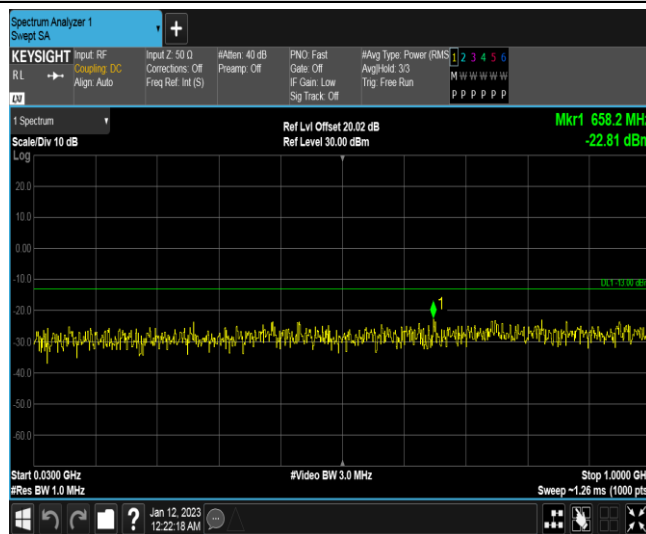 Spectrum Analyzer 1
Swept SA
+
KEYSIGHT
RL
Input: RF
Coupling: DC
Align: Auto
Input Z: 50 Ω
Corrections: Off
Freq Ref: Int (S)
#Atten: 40 dB
Preamp: Off
PNO: Fast
Gate: Off
IF Gain: Low
Sig Track: Off
#Avg Type: Power (RMS
Avg|Hold: 3/3
Trig: Free Run
1 2 3 4 5 6
M W W W W W
P P P P P P
LXI
1 Spectrum
Scale/Div 10 dB
Log
Ref Lvl Offset 20.02 dB
Ref Level 30.00 dBm
Mkr1 658.2 MHz
-22.81 dBm
20.0
10.0
0.00
-10.0
DL1 -13.00 dBm
-20.0
1
-30.0
-40.0
-50.0
-60.0
Start 0.0300 GHz
#Res BW 1.0 MHz
#Video BW 3.0 MHz
Stop 1.0000 GH
Sweep ~1.26 ms (1000 pts
?
Jan 12, 2023
12:22:18 AM